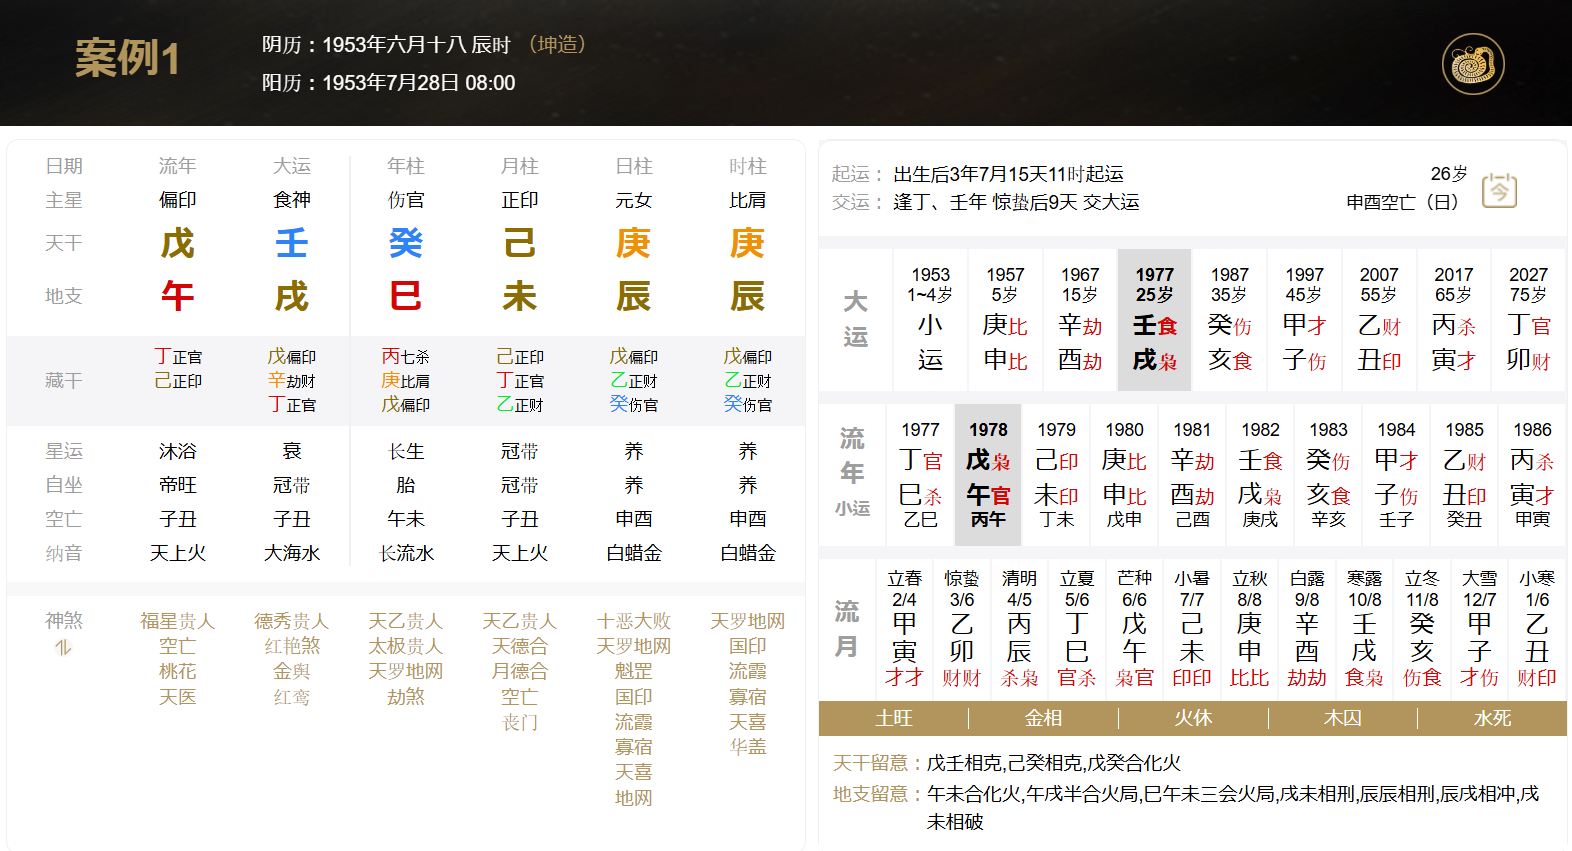 案例1
阴历：1953年六月十八 辰时 （坤造）
阳历：1953年7月28日 08:00
日期 流年 大运 年柱 月柱 日柱 时柱
主星 偏印 食神 伤官 正印 元女 比肩
天干 戊 壬 癸 己 庚 庚
地支 午 戌 巳 未 辰 辰
藏干
丁正官 戊偏印 丙七杀 己正印 戊偏印 戊偏印
己正印 辛劫财 庚比肩 丁正官 乙正财 乙正财
丁正官 戊偏印 乙正财 癸伤官 癸伤官
星运 沐浴 衰 长生 冠带 养 养
自坐 帝旺 冠带 胎 冠带 养 养
空亡 子丑 子丑 午未 子丑 申酉 申酉
纳音 天上火 大海水 长流水 天上火 白蜡金 白蜡金
神煞 福星贵人 德秀贵人 天乙贵人 天乙贵人 十恶大败 天罗地网
空亡 红艳煞 太极贵人 天德合 天罗地网 国印
桃花 金舆 天罗地网 月德合 魁罡 流霞
天医 红鸾 劫煞 空亡 国印 寡宿
丧门 流霞 天喜
寡宿 华盖
天喜
地网
起运： 出生后3年7月15天11时起运 26岁
交运： 逢丁、壬年 惊蛰后9天 交大运 申酉空亡（日） 今
大运
1953 1957 1967 1977 1987 1997 2007 2017 2027
1~4岁 5岁 15岁 25岁 35岁 45岁 55岁 65岁 75岁
小 庚比 辛劫 壬食 癸伤 甲才 乙财 丙杀 丁官
运 申比 酉劫 戌枭 亥食 子伤 丑印 寅才 卯财
流年
小运
1977 1978 1979 1980 1981 1982 1983 1984 1985 1986
丁官 戊枭 己印 庚比 辛劫 壬食 癸伤 甲才 乙财 丙杀
巳杀 午官 未印 申比 酉劫 戌枭 亥食 子伤 丑印 寅才
乙巳 丙午 丁未 戊申 己酉 庚戌 辛亥 壬子 癸丑 甲寅
流月
立春 惊蛰 清明 立夏 芒种 小暑 立秋 白露 寒露 立冬 大雪 小寒
2/4 3/6 4/5 5/6 6/6 7/7 8/8 9/8 10/8 11/8 12/7 1/6
甲 乙 丙 丁 戊 己 庚 辛 壬 癸 甲 乙
寅 卯 辰 巳 午 未 申 酉 戌 亥 子 丑
才才 财财 杀枭 官杀 枭官 印印 比比 劫劫 食枭 伤食 才伤 财印
土旺 金相 火休 木囚 水死
天干留意：戊壬相克,己癸相克,戊癸合化火
地支留意：午未合化火,午戌半合火局,巳午未三会火局,戌未相刑,辰辰相刑,辰戌相冲,戌
未相破